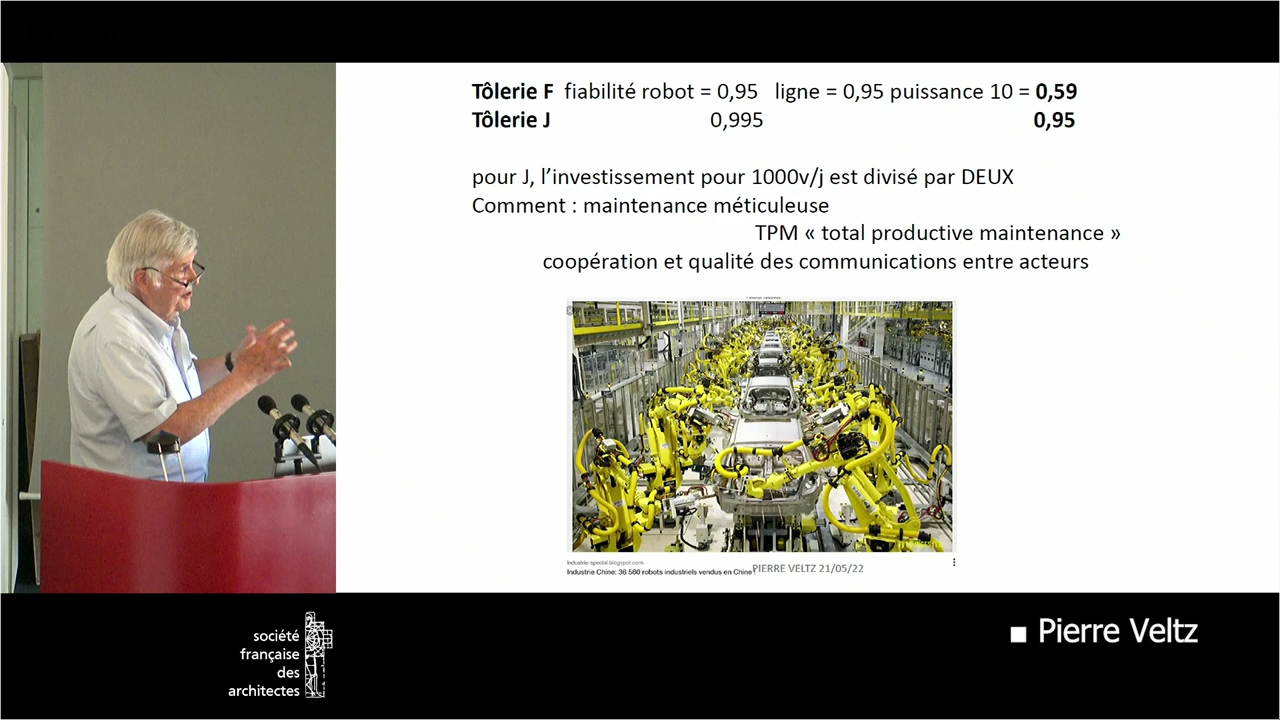 Tôlerie F fiabilité robot = 0,95 ligne = 0,95 puissance 10 = 0,59
Tôlerie J 0,995 0,95
pour J, l’investissement pour 1000v/j est divisé par DEUX
Comment : maintenance méticuleuse
TPM « total productive maintenance »
coopération et qualité des communications entre acteurs
industrie-special.blogspot.com
Industrie Chine: 36 560 robots industriels vendus en Chine
PIERRE VELTZ 21/05/22
société
française
des
architectes
Pierre Veltz